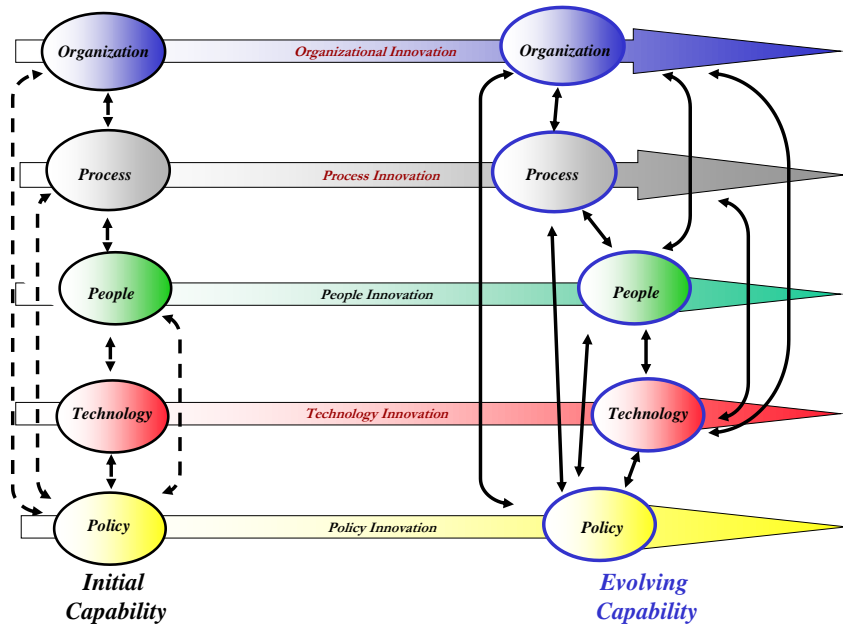 Organization
Organizational Innovation
Organization
Process
Process Innovation
Process
People
People Innovation
People
Technology
Technology Innovation
Technology
Policy
Policy Innovation
Policy
Initial
Capability
Evolving
Capability